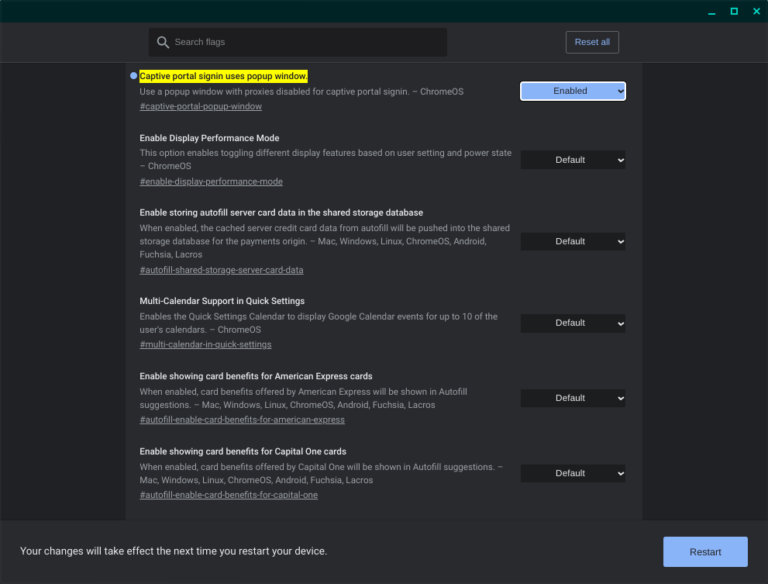 Search flags
Reset all
Captive portal signin uses popup window.
Use a popup window with proxies disabled for captive portal signin. – ChromeOS
#captive-portal-popup-window
Enabled
Enable Display Performance Mode
This option enables toggling different display features based on user setting and power state
– ChromeOS
#enable-display-performance-mode
Default
Enable storing autofill server card data in the shared storage database
When enabled, the cached server credit card data from autofill will be pushed into the shared
storage database for the payments origin. – Mac, Windows, Linux, ChromeOS, Android,
Fuchsia, Lacros
#autofill-shared-storage-server-card-data
Default
Multi-Calendar Support in Quick Settings
Enables the Quick Settings Calendar to display Google Calendar events for up to 10 of the
user's calendars. – ChromeOS
#multi-calendar-in-quick-settings
Default
Enable showing card benefits for American Express cards
When enabled, card benefits offered by American Express will be shown in Autofill
suggestions. – Mac, Windows, Linux, ChromeOS, Android, Fuchsia, Lacros
#autofill-enable-card-benefits-for-american-express
Default
Enable showing card benefits for Capital One cards
When enabled, card benefits offered by Capital One will be shown in Autofill suggestions. –
Mac, Windows, Linux, ChromeOS, Android, Fuchsia, Lacros
#autofill-enable-card-benefits-for-capital-one
Default
Your changes will take effect the next time you restart your device.
Restart